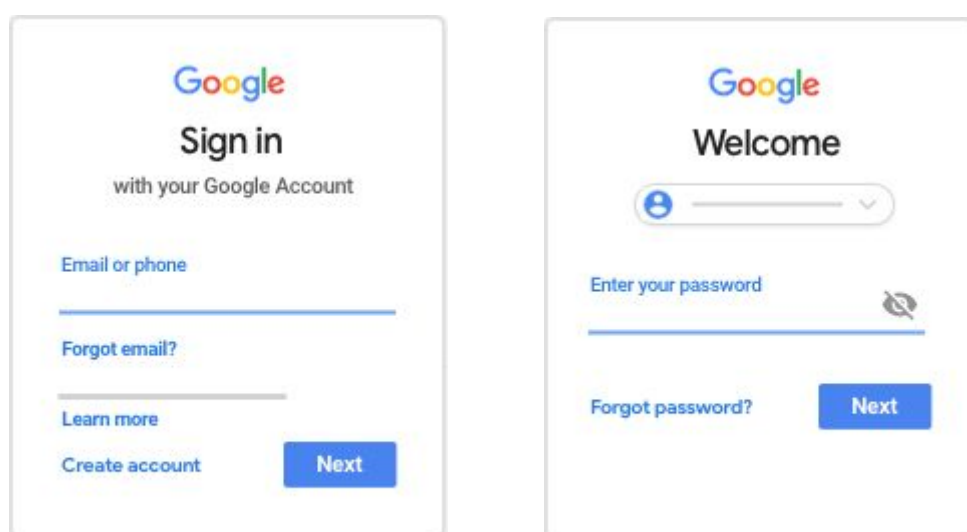 Google
Sign in
with your Google Account
Email or phone
Forgot email?
Learn more
Create account
Next
Google
Welcome
Enter your password
Forgot password?
Next